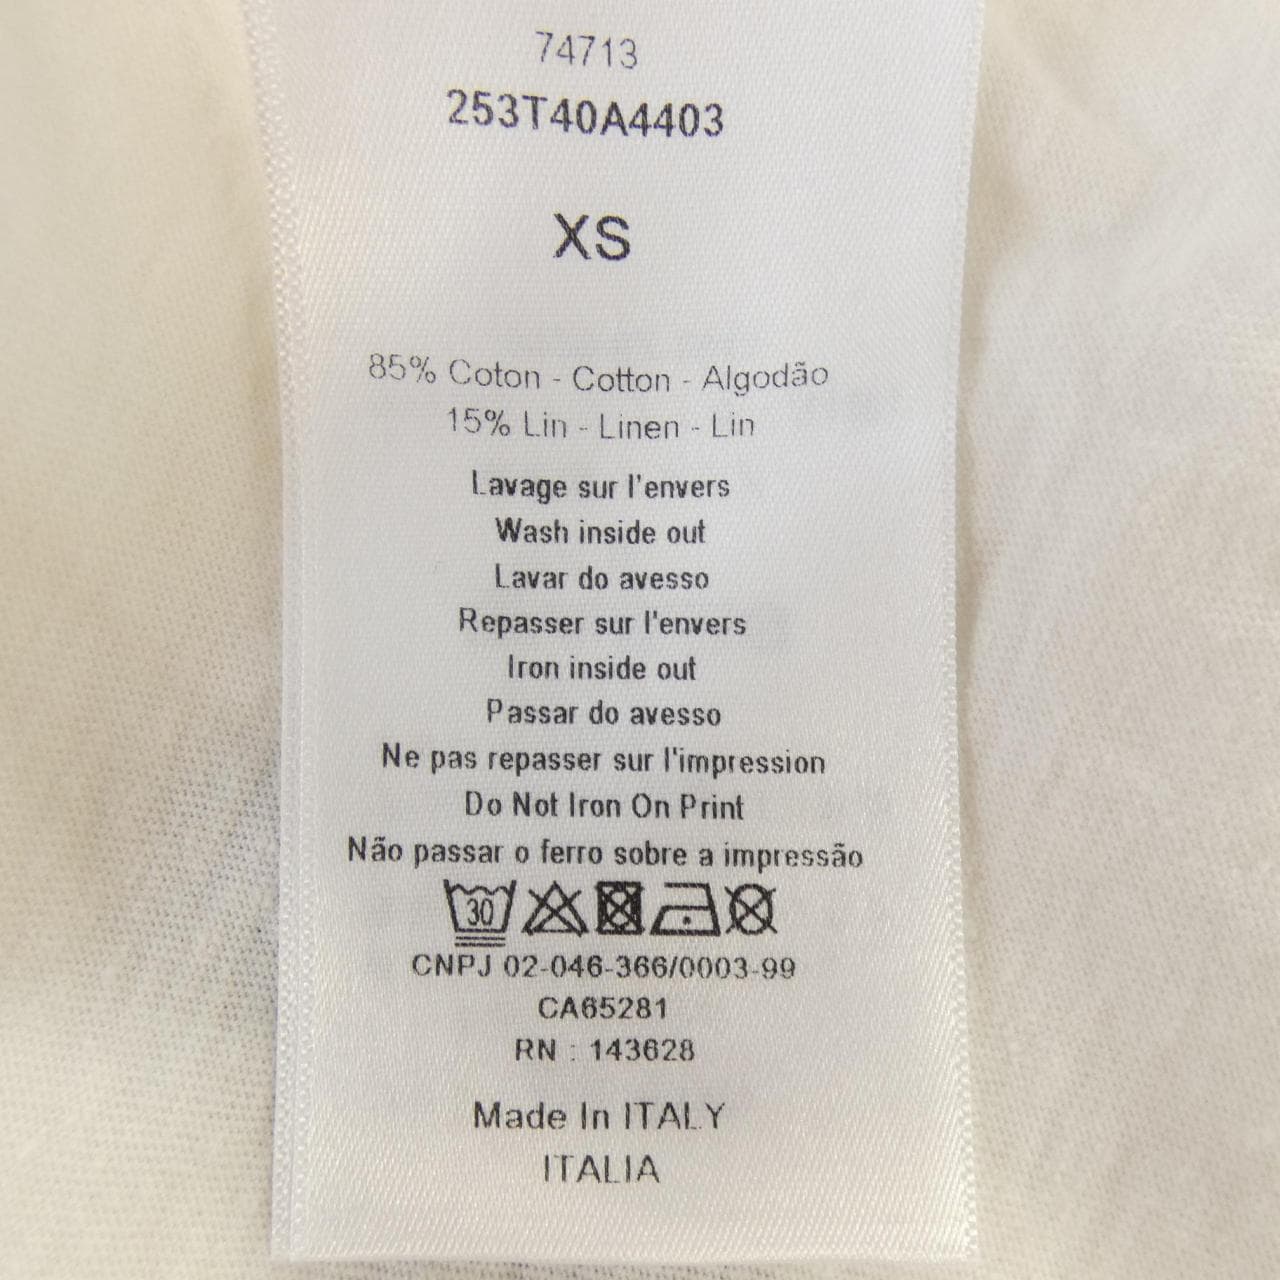 74713
253T40A4403
XS
85% Coton - Cotton - Algodão
15% Lin - Linen - Lin
Lavage sur l'envers
Wash inside out
Lavar do avesso
Repasser sur l'envers
Iron inside out
Passar do avesso
Ne pas repasser sur l'impression
Do Not Iron On Print
Não passar o ferro sobre a impressão
30
CNPJ 02-046-366/0003-99
CA65281
RN : 143628
Made In ITALY
ITALIA